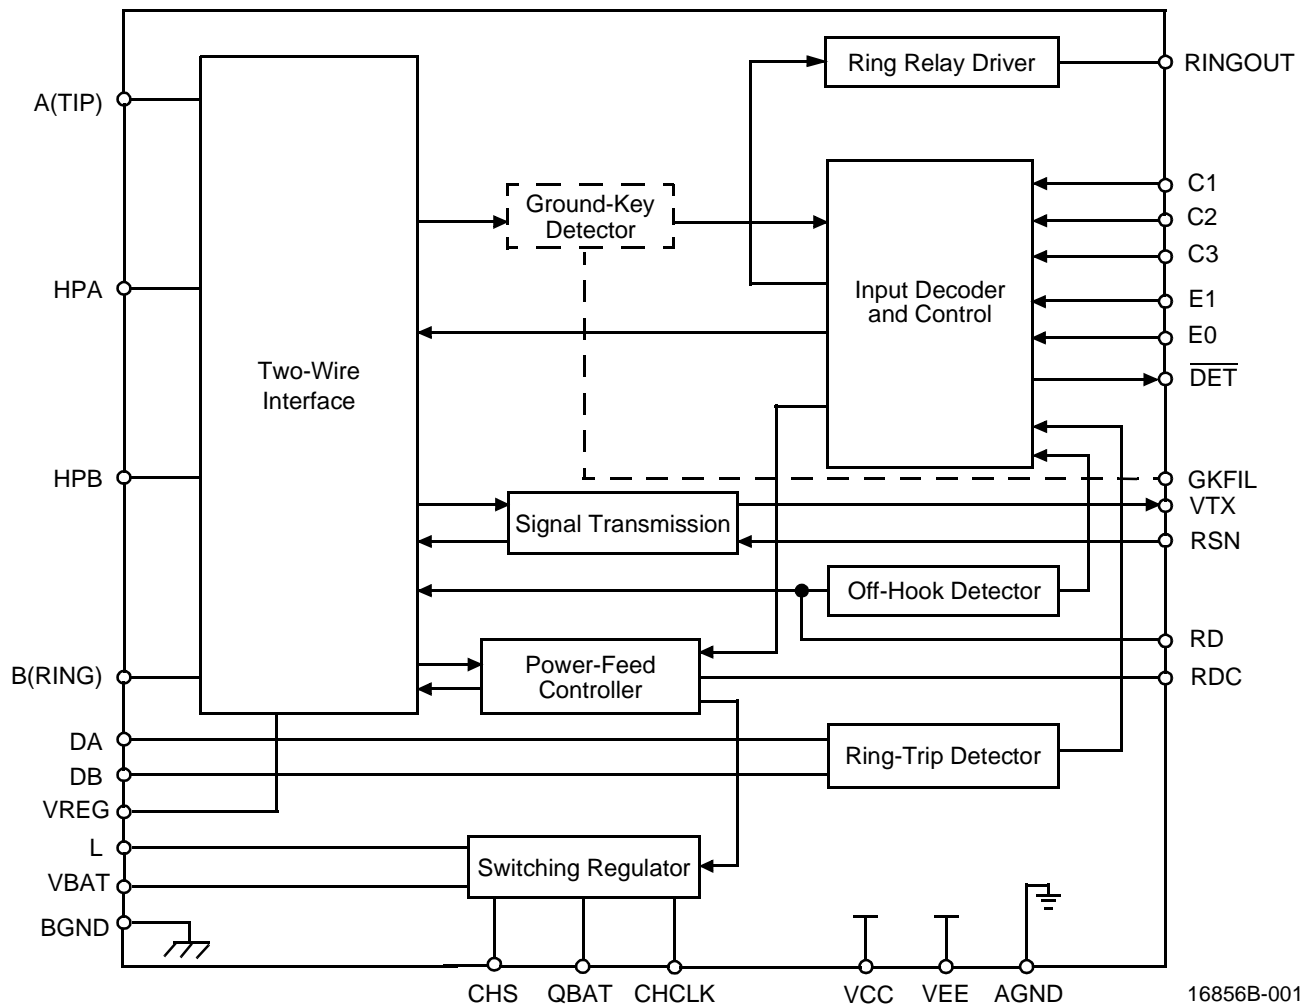 Ring Relay Driver
RINGOUT
A(TIP)
C1
Ground-Key
Detector
C2
C3
HPA
Input Decoder
and Control
E1
E0
Two-Wire
Interface
DET
HPB
GKFIL
VTX
Signal Transmission
RSN
Off-Hook Detector
RD
B(RING)
Power-Feed
Controller
RDC
DA
Ring-Trip Detector
DB
VREG
L
Switching Regulator
VBAT
BGND
CHS
QBAT
CHCLK
VCC
VEE
AGND
16856B-001